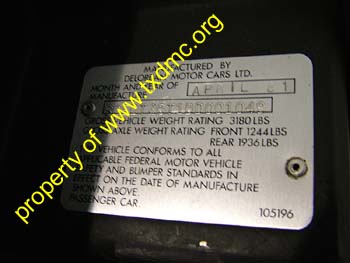 MANUFACTURED BY
DELOREAN MOTOR CARS LTD.
MONTH AND YEAR OF APRIL 81
MANUFACTURE
GROSS VEHICLE WEIGHT RATING 3180 LBS
AXLE WEIGHT RATING FRONT 1244 LBS
REAR 1936 LBS
VEHICLE CONFORMS TO ALL
APPLICABLE FEDERAL MOTOR VEHICLE
SAFETY AND BUMPER STANDARDS IN
EFFECT ON THE DATE OF MANUFACTURE
SHOWN ABOVE.
PASSENGER CAR.
105196
property of www.bxdmc.org